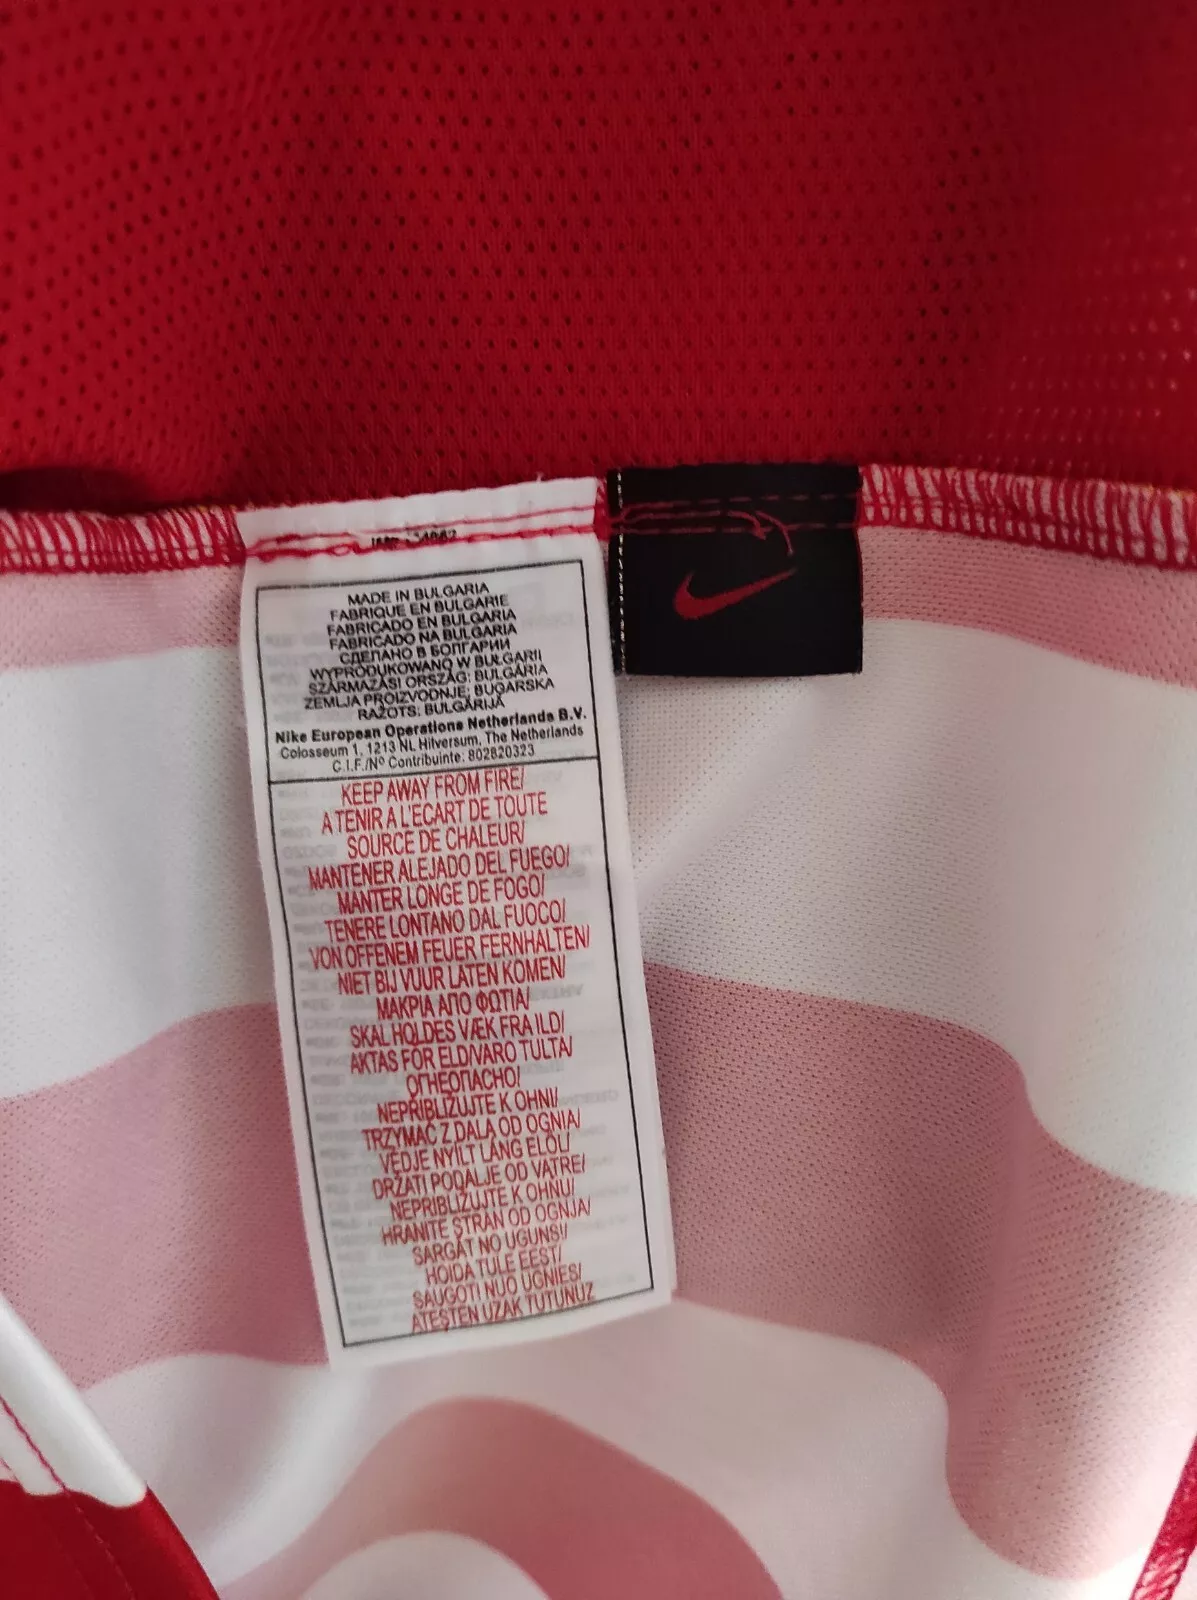 MADE IN BULGARIA
FABRIQUE EN BULGARIE
FABRICADO EN BULGARIA
FABRICADO NA BULGARIA
СДЕЛАНО В БОЛГАРИИ
WYPRODUKOWANO W BUŁGARII
SZÁRMAZÁSI ORSZÁG: BULGÁRIA
ZEMLJA PROIZVODNJE: BUGARSKA
RAŽOTS: BULGĀRIJĀ
Nike European Operations Netherlands B.V.
Colosseum 1, 1213 NL Hilversum, The Netherlands
C.I.F./Nº Contribuinte: 802820323
KEEP AWAY FROM FIRE/
A TENIR A L'ECART DE TOUTE
SOURCE DE CHALEUR/
MANTENER ALEJADO DEL FUEGO/
MANTER LONGE DE FOGO/
TENERE LONTANO DAL FUOCO/
VON OFFENEM FEUER FERNHALTEN/
NIET BIJ VUUR LATEN KOMEN/
ΜΑΚΡΙΑ ΑΠΟ ΦΩΤΙΑ/
SKAL HOLDES VÆK FRA ILD/
AKTAS FÖR ELD/VARO TULTA/
ОГНЕОПАСНО!
NEPŘIBLIŽUJTE K OHNI/
TRZYMAĆ Z DALA OD OGNIA/
VÉDJE NYÍLT LÁNG ELŐL/
DRŽATI PODALJE OD VATRE/
NEPRIBLIŽUJTE K OHŇU/
HRANITE STRAN OD OGNJA/
SARGĀT NO UGUNS!/
HOIDA TULE EEST/
SAUGOTI NUO UGNIES/
ATEŞTEN UZAK TUTUNUZ